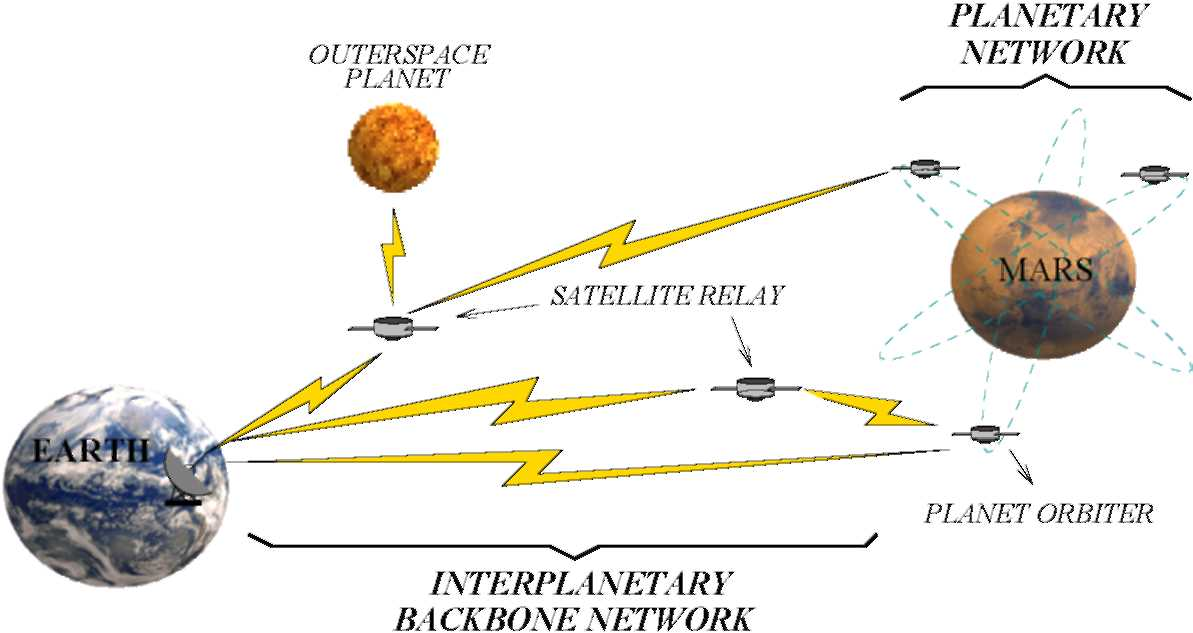 PLANETARY
NETWORK
OUTERSPACE
PLANET
MARS
SATELLITE RELAY
EARTH
PLANET ORBITER
INTERPLANETARY
BACKBONE NETWORK